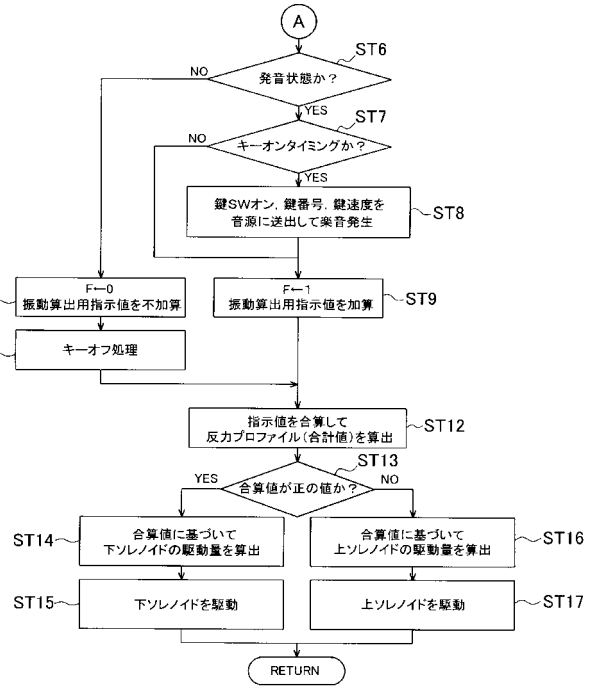 A
ST6
発音状態か？
NO
YES
ST7
キーオンタイミングか？
NO
YES
鍵SWオン，鍵番号，鍵速度を
音源に送出して楽音発生
ST8
F←0
振動算出用指示値を不加算
F←1
振動算出用指示値を加算
ST9
キーオフ処理
指示値を合算して
反力プロファイル（合計値）を算出
ST12
ST13
合算値が正の値か？
YES
NO
ST14
合算値に基づいて
下ソレノイドの駆動量を算出
合算値に基づいて
上ソレノイドの駆動量を算出
ST16
ST15
下ソレノイドを駆動
上ソレノイドを駆動
ST17
RETURN